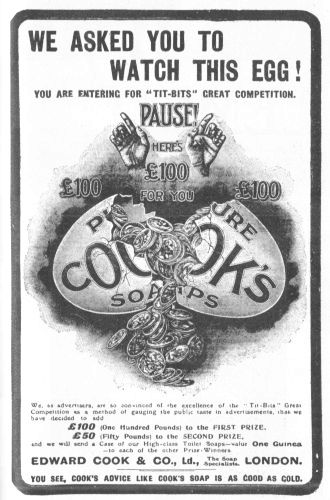 WE ASKED YOU TO
WATCH THIS EGG!
YOU ARE ENTERING FOR "TIT-BITS" GREAT COMPETITION.
PAUSE!
HERE'S
£100
£100 FOR YOU £100
PURE
COOK'S
SOAPS
We, as advertisers, are so convinced of the excellence of the "Tit-Bits" Great
Competition as a method of gauging the public taste in advertisements, that we
have decided to add
£100 (One Hundred Pounds) to the FIRST PRIZE,
£50 (Fifty Pounds) to the SECOND PRIZE,
and we will send a Case of our High-class Toilet Soaps—value One Guinea
—to each of the other Prize-Winners.
EDWARD COOK & CO., Ld., The Soap Specialists, LONDON.
YOU SEE, COOK'S ADVICE LIKE COOK'S SOAP IS AS GOOD AS GOLD.